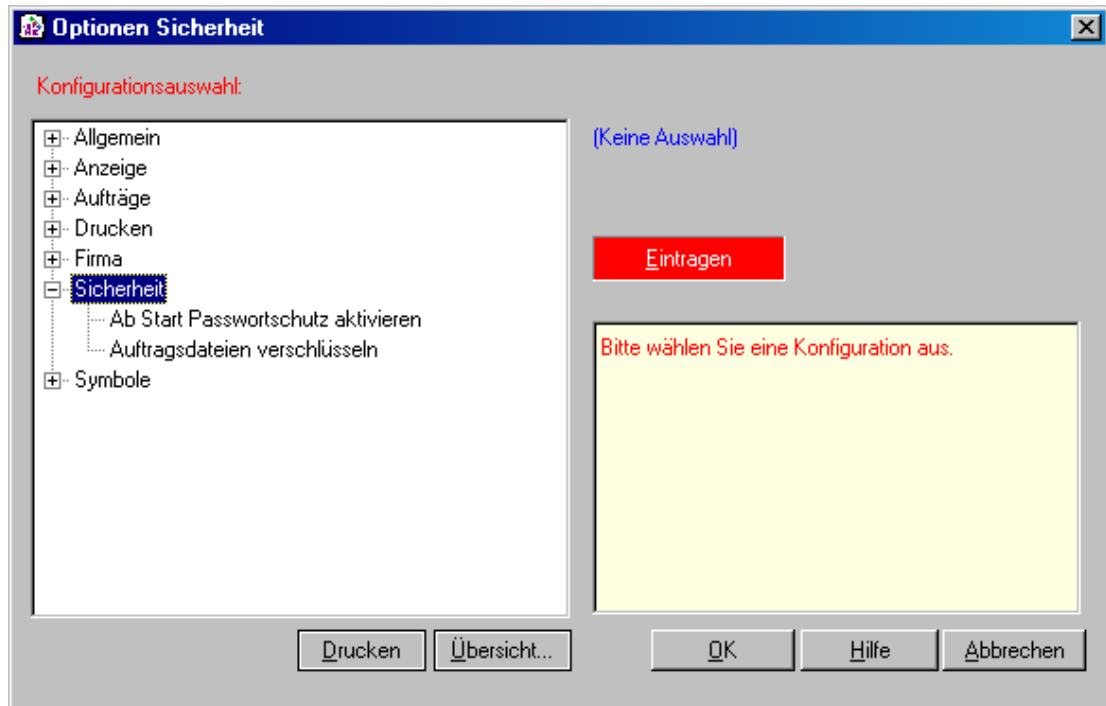 Optionen Sicherheit
Konfigurationsauswahl:
Allgemein
Anzeige
Aufträge
Drucken
Firma
Sicherheit
Ab Start Passwortschutz aktivieren
Auftragsdateien verschlüsseln
Symbole
(Keine Auswahl)
Eintragen
Bitte wählen Sie eine Konfiguration aus.
Drucken
Übersicht...
OK
Hilfe
Abbrechen